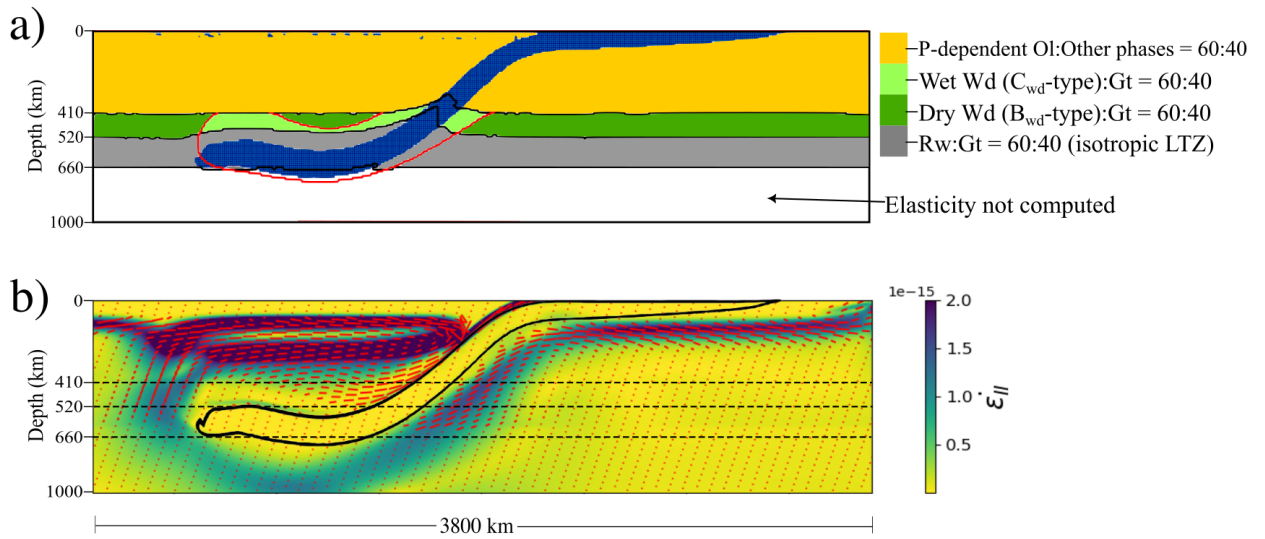 a)
0
410
520
660
1000
Depth (km)
P-dependent Ol:Other phases = 60:40
Wet Wd (Cwd-type):Gt = 60:40
Dry Wd (Bwd-type):Gt = 60:40
Rw:Gt = 60:40 (isotropic LTZ)
Elasticity not computed
b)
0
410
520
660
1000
Depth (km)
1e−15
2.0
1.5
1.0
0.5
ε̇II
3800 km